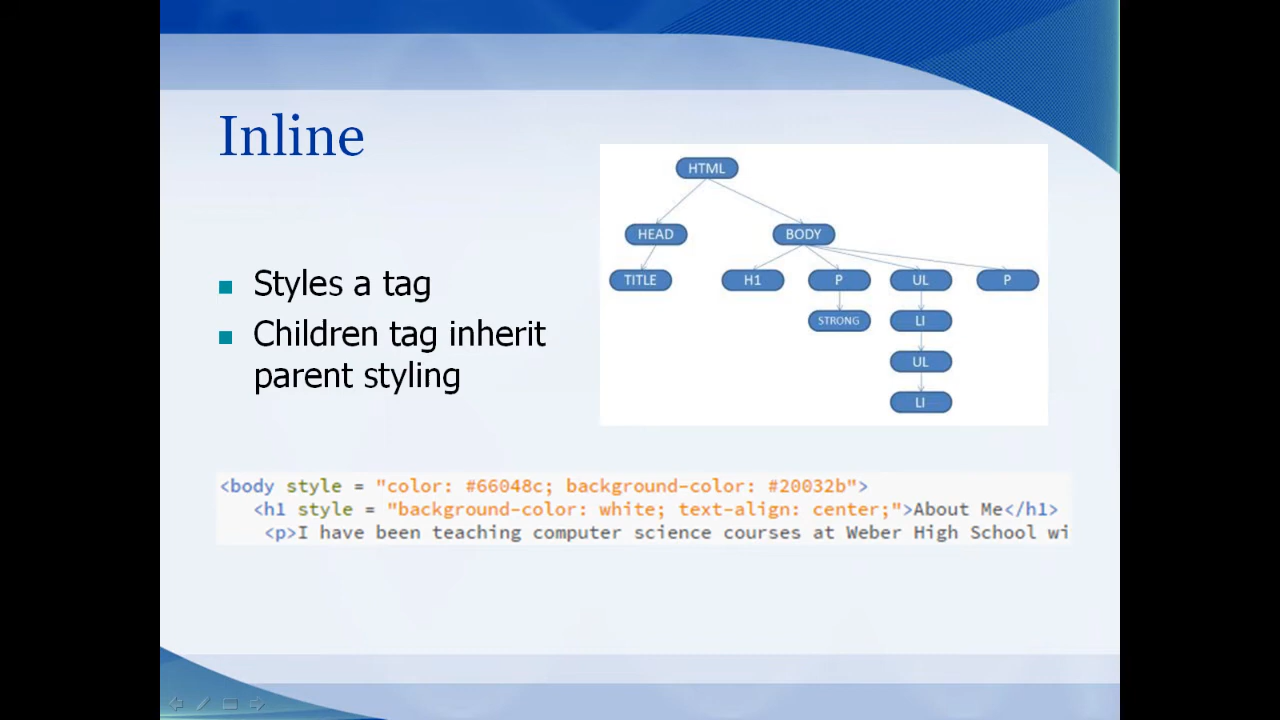 Inline
Styles a tag
Children tag inherit
parent styling
HTML
HEAD
BODY
TITLE
H1
P
UL
P
STRONG
LI
UL
LI
<body style = "color: #66048c; background-color: #20032b">
<h1 style = "background-color: white; text-align: center;">About Me</h1>
<p>I have been teaching computer science courses at Weber High School wi